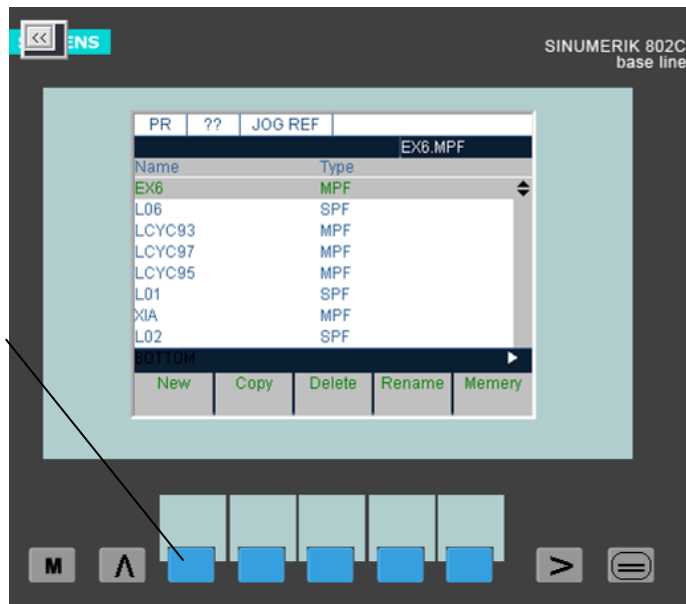 << ENS
SINUMERIK 802C
base line
PR ?? JOG REF
EX6.MPF
Name Type
EX6 MPF
L06 SPF
LCYC93 MPF
LCYC97 MPF
LCYC95 MPF
L01 SPF
XIA MPF
L02 SPF
BOTTOM
New Copy Delete Rename Memery
M Λ >